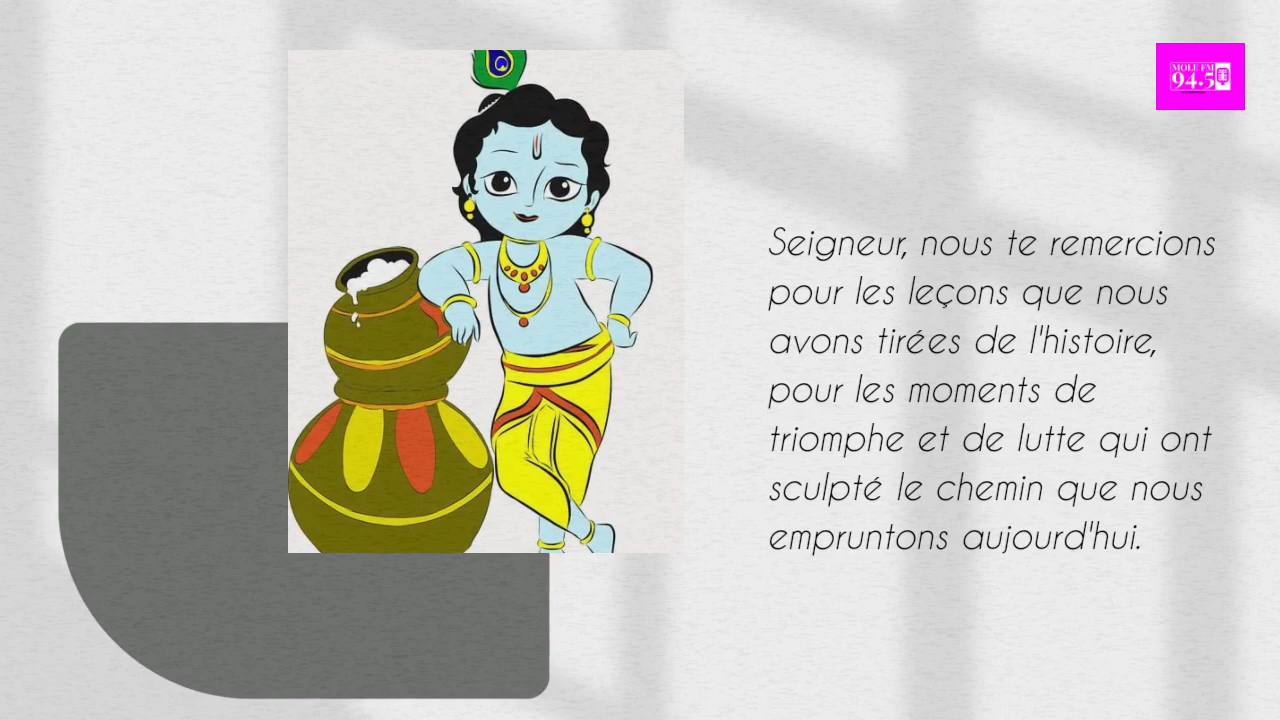 MOLE FM
94.5
Seigneur, nous te remercions
pour les leçons que nous
avons tirées de l'histoire,
pour les moments de
triomphe et de lutte qui ont
sculpté le chemin que nous
empruntons aujourd'hui.